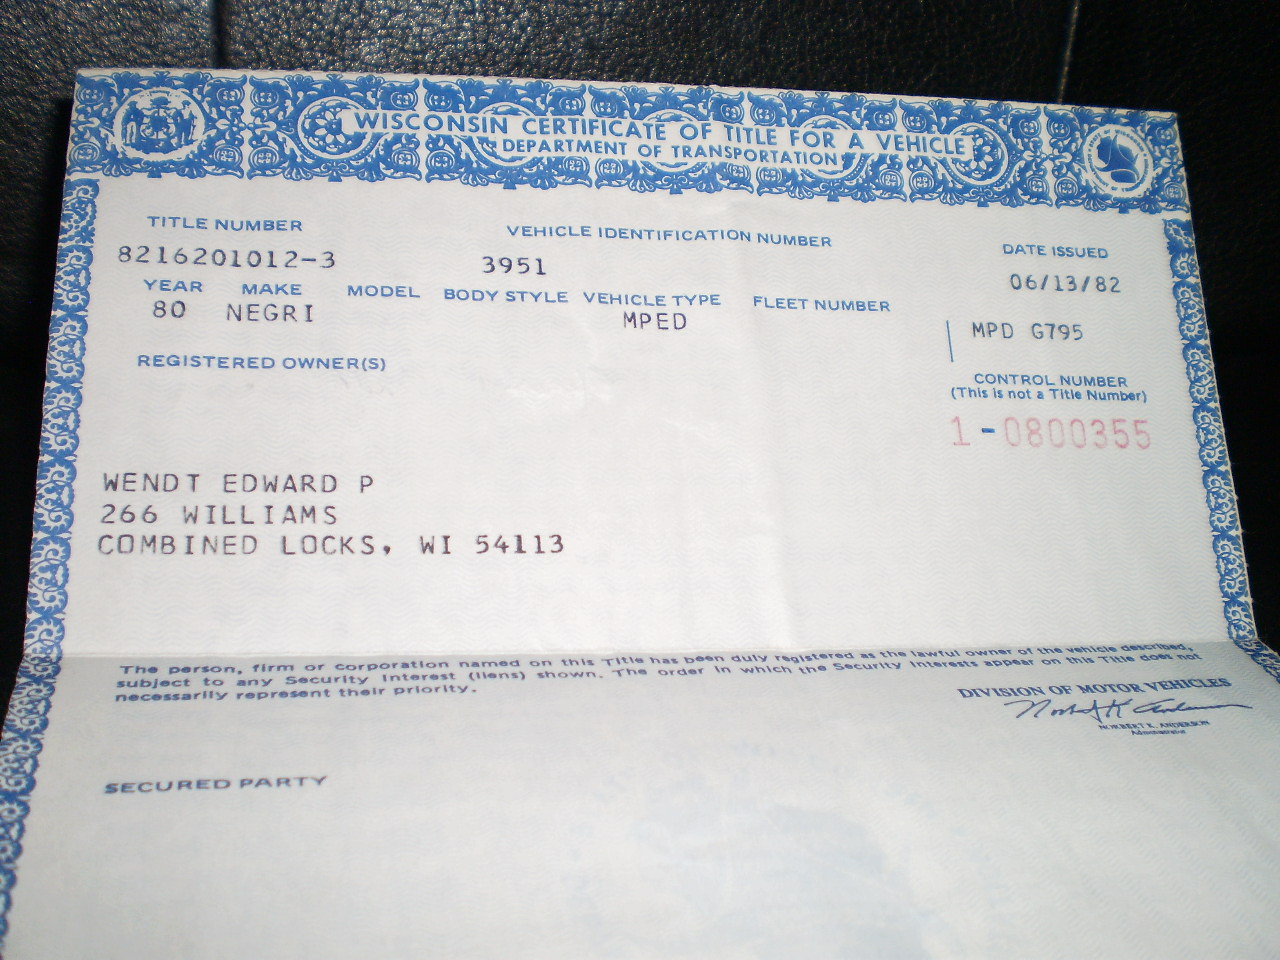 WISCONSIN CERTIFICATE OF TITLE FOR A VEHICLE
DEPARTMENT OF TRANSPORTATION
TITLE NUMBER VEHICLE IDENTIFICATION NUMBER DATE ISSUED
8216201012-3 3951 06/13/82
YEAR MAKE MODEL BODY STYLE VEHICLE TYPE FLEET NUMBER
80 NEGRI MPED
MPD G795
REGISTERED OWNER(S)
CONTROL NUMBER
(This is not a Title Number)
1-0800355
WENDT EDWARD P
266 WILLIAMS
COMBINED LOCKS, WI 54113
The person, firm or corporation named on this Title has been duly registered as the lawful owner of the vehicle described,
subject to any Security Interest (liens) shown. The order in which the Security Interests appear on this Title does not
necessarily represent their priority.
DIVISION OF MOTOR VEHICLES
Norbert K Anderson
NORBERT K. ANDERSON
Administrator
SECURED PARTY